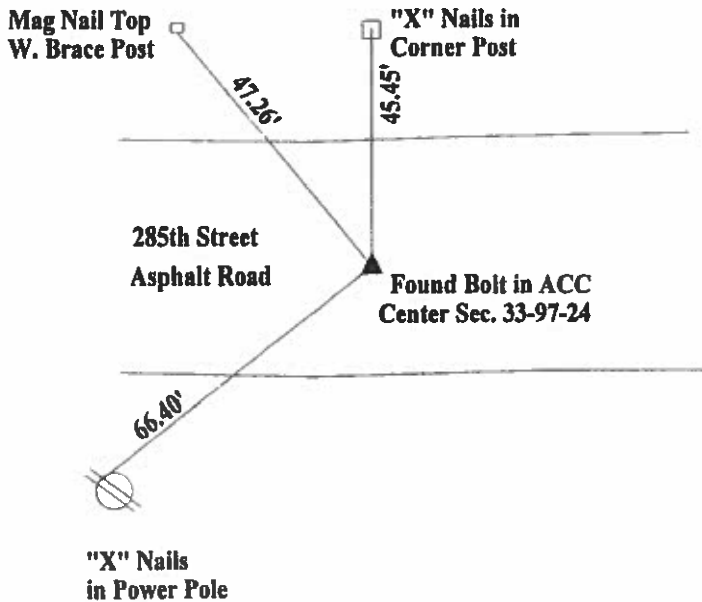 Mag Nail Top
W. Brace Post
"X" Nails in
Corner Post
47.26'
45.45'
285th Street
Asphalt Road
Found Bolt in ACC
Center Sec. 33-97-24
66.40'
"X" Nails
in Power Pole